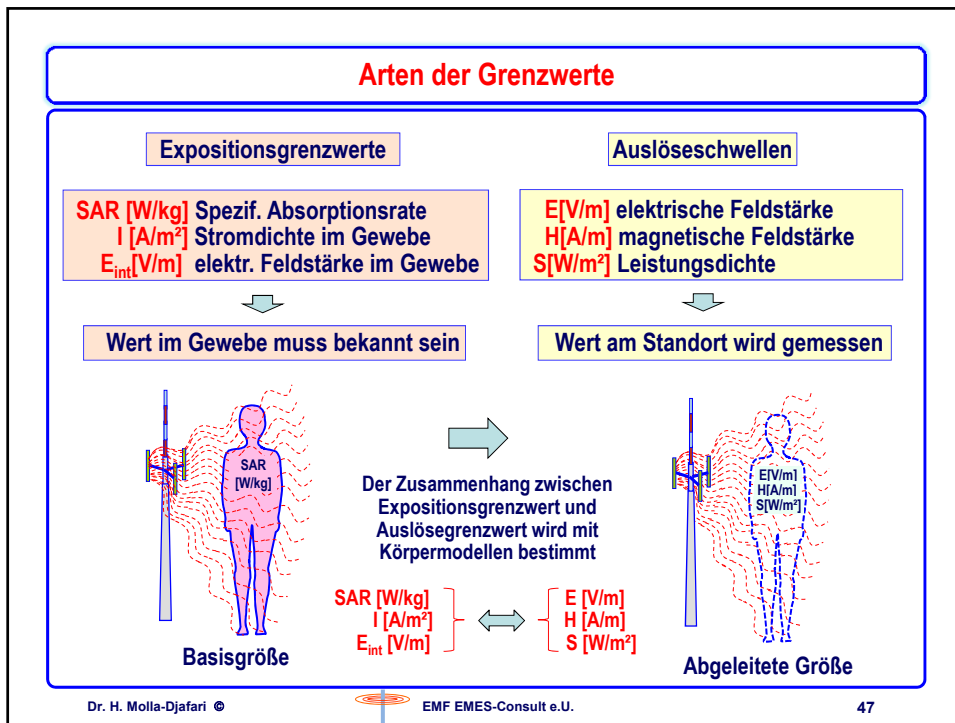 Arten der Grenzwerte
Expositionsgrenzwerte
SAR [W/kg] Spezif. Absorptionsrate
I [A/m²] Stromdichte im Gewebe
Eint[V/m] elektr. Feldstärke im Gewebe
Wert im Gewebe muss bekannt sein
Auslöseschwellen
E[V/m] elektrische Feldstärke
H[A/m] magnetische Feldstärke
S[W/m²] Leistungsdichte
Wert am Standort wird gemessen
SAR
[W/kg]
Basisgröße
Der Zusammenhang zwischen
Expositionsgrenzwert und
Auslösegrenzwert wird mit
Körpermodellen bestimmt
SAR [W/kg]
I [A/m²]
Eint [V/m]
E [V/m]
H [A/m]
S [W/m²]
E[V/m]
H[A/m]
S[W/m²]
Abgeleitete Größe
Dr. H. Molla-Djafari ©
EMF EMES-Consult e.U.
47